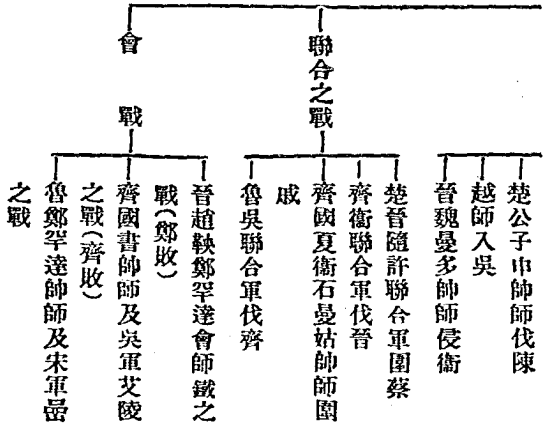 楚公子申帥師伐陳
越師入吳
晉魏曼多帥師侵衞
聯合之戰
楚晉隨許聯合軍圍蔡
齊衞聯合軍伐晉
齊國夏衞石曼姑帥師圍
戚
魯吳聯合軍伐齊
會戰
晉趙鞅鄭罕達會師鐵之
戰(鄭敗)
齊國書帥師及吳軍艾陵
之戰(齊敗)
魯鄭罕達帥師及宋軍嵒
之戰